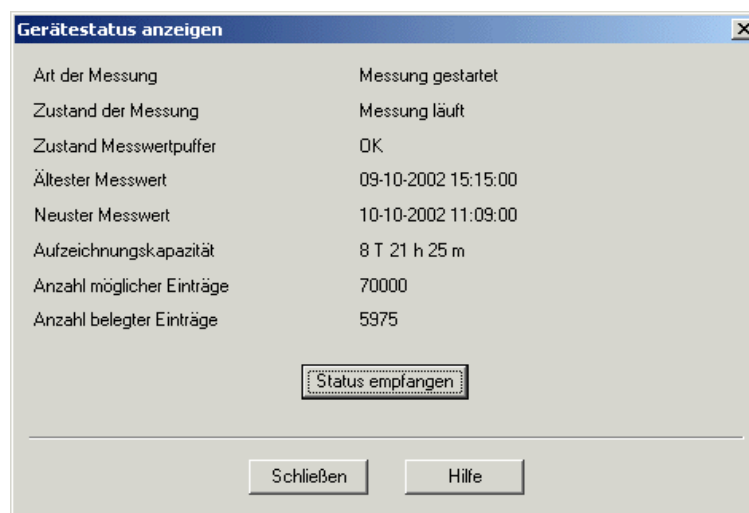 Gerätestatus anzeigen
Art der Messung Messung gestartet
Zustand der Messung Messung läuft
Zustand Messwertpuffer OK
Ältester Messwert 09-10-2002 15:15:00
Neuster Messwert 10-10-2002 11:09:00
Aufzeichnungskapazität 8 T 21 h 25 m
Anzahl möglicher Einträge 70000
Anzahl belegter Einträge 5975
Status empfangen
Schließen Hilfe